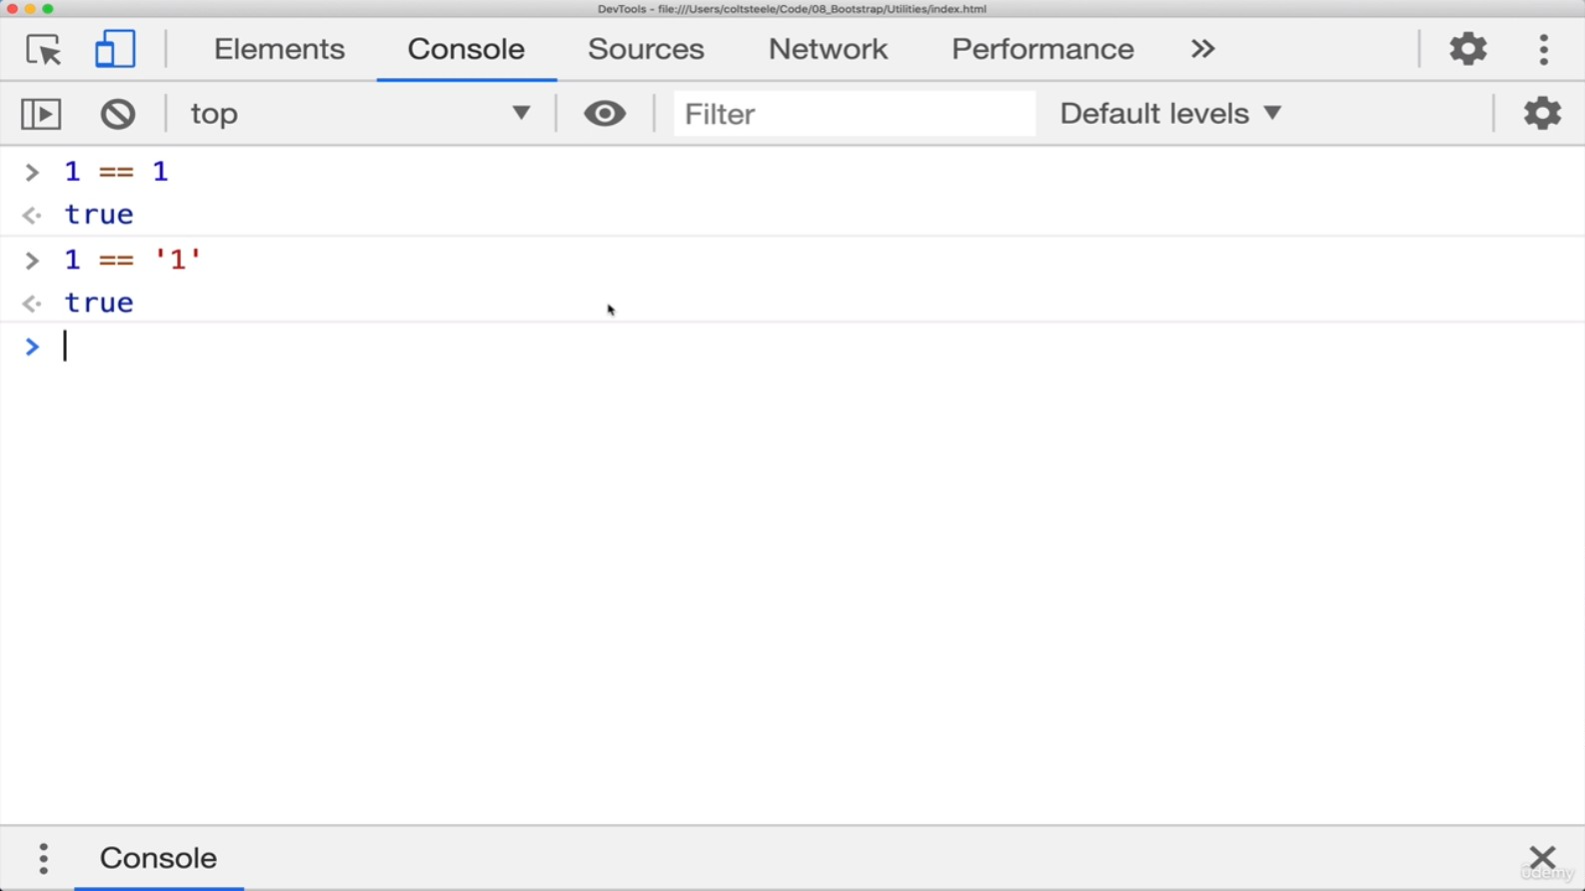 DevTools - file:///Users/coltsteele/Code/08_Bootstrap/Utilities/index.html
Elements Console Sources Network Performance »
top Filter Default levels
> 1 == 1
true
> 1 == '1'
true
>
Console
ûdemy